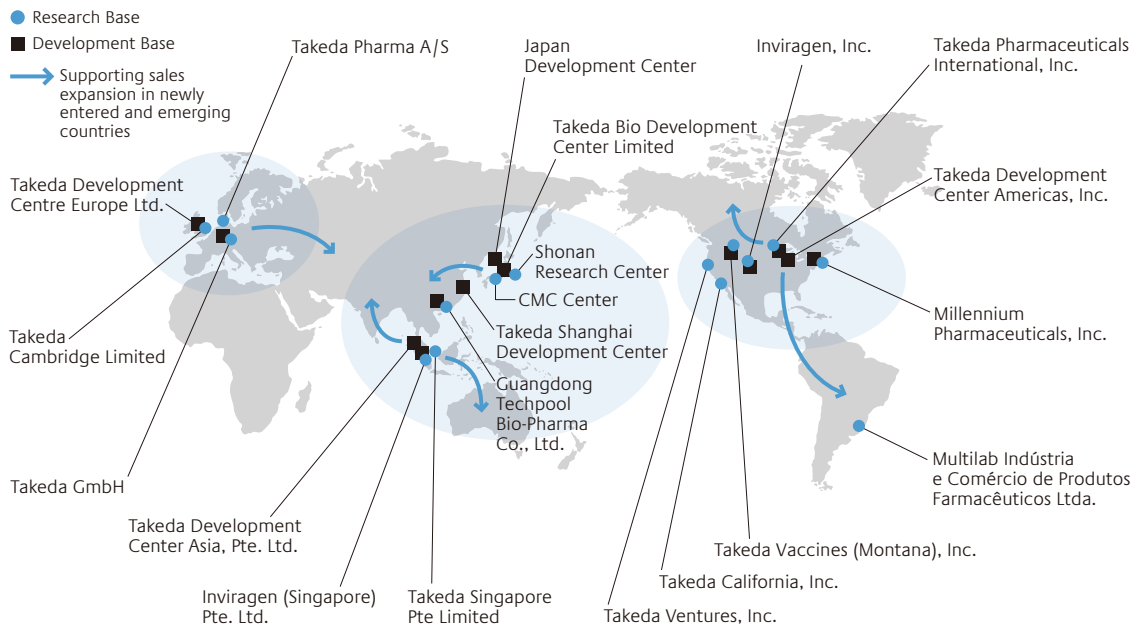 Research Base
Development Base
Supporting sales
expansion in newly
entered and emerging
countries
Takeda Pharma A/S
Japan
Development Center
Inviragen, Inc.
Takeda Pharmaceuticals
International, Inc.
Takeda Bio Development
Center Limited
Takeda Development
Centre Europe Ltd.
Takeda Development
Center Americas, Inc.
Shonan
Research Center
CMC Center
Takeda
Cambridge Limited
Takeda Shanghai
Development Center
Millennium
Pharmaceuticals, Inc.
Guangdong
Techpool
Bio-Pharma
Co., Ltd.
Takeda GmbH
Multilab Indústria
e Comércio de Produtos
Farmacêuticos Ltda.
Takeda Development
Center Asia, Pte. Ltd.
Takeda Vaccines (Montana), Inc.
Takeda California, Inc.
Inviragen (Singapore)
Pte. Ltd.
Takeda Singapore
Pte Limited
Takeda Ventures, Inc.